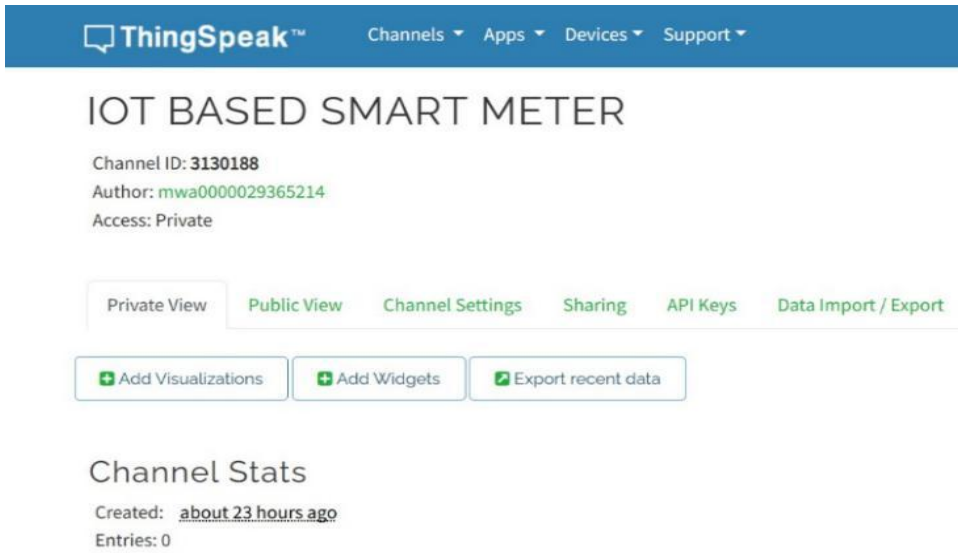 ThingSpeak™ Channels Apps Devices Support
IOT BASED SMART METER
Channel ID: 3130188
Author: mwa0000029365214
Access: Private
Private View Public View Channel Settings Sharing API Keys Data Import / Export
Add Visualizations Add Widgets Export recent data
Channel Stats
Created: about 23 hours ago
Entries: 0